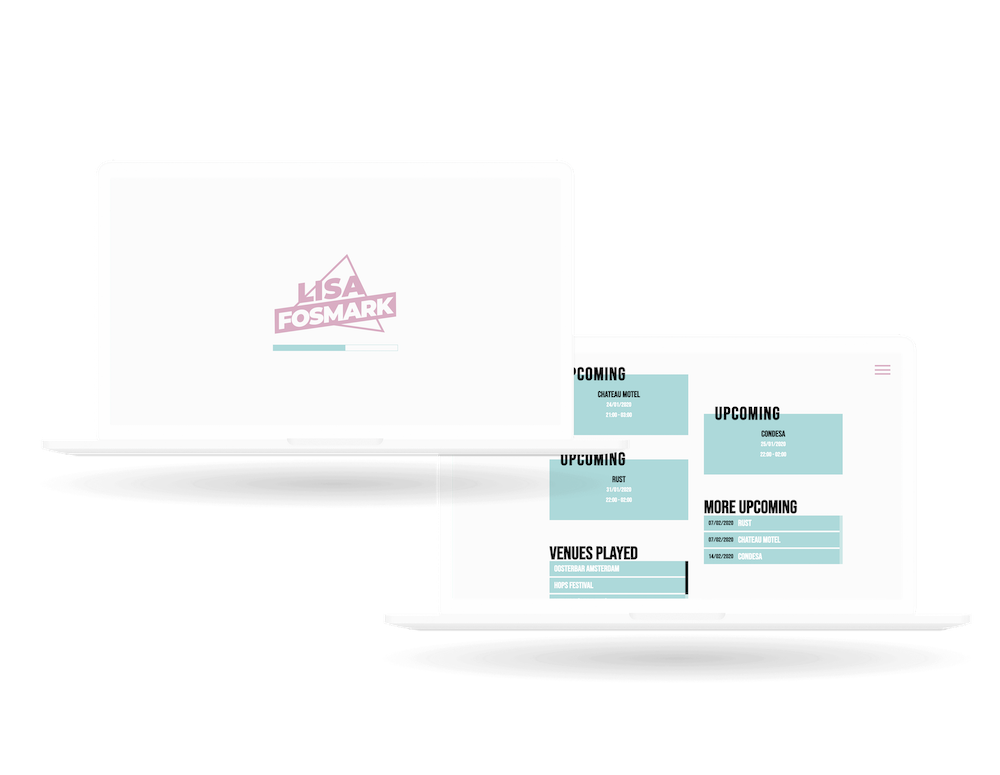 LISA
FOSMARK
UPCOMING
CHATEAU MOTEL
24/01/2020
21:00 - 03:00
UPCOMING
CONDESA
25/01/2020
22:00 - 02:00
UPCOMING
RUST
31/01/2020
22:00 - 02:00
MORE UPCOMING
07/02/2020 RUST
07/02/2020 CHATEAU MOTEL
14/02/2020 CONDESA
VENUES PLAYED
OOSTERBAR AMSTERDAM
HOPS FESTIVAL